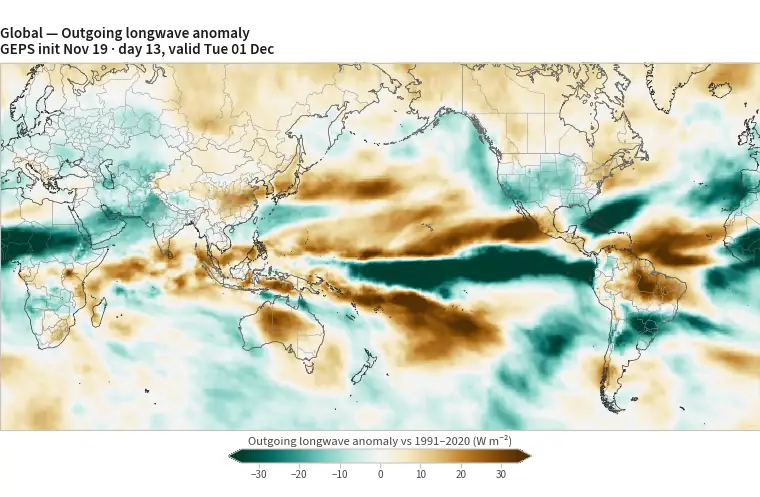 Global — Outgoing longwave anomaly
GEPS init Nov 19 · day 13, valid Tue 01 Dec
Outgoing longwave anomaly vs 1991–2020 (W m⁻²)
−30 −20 −10 0 10 20 30